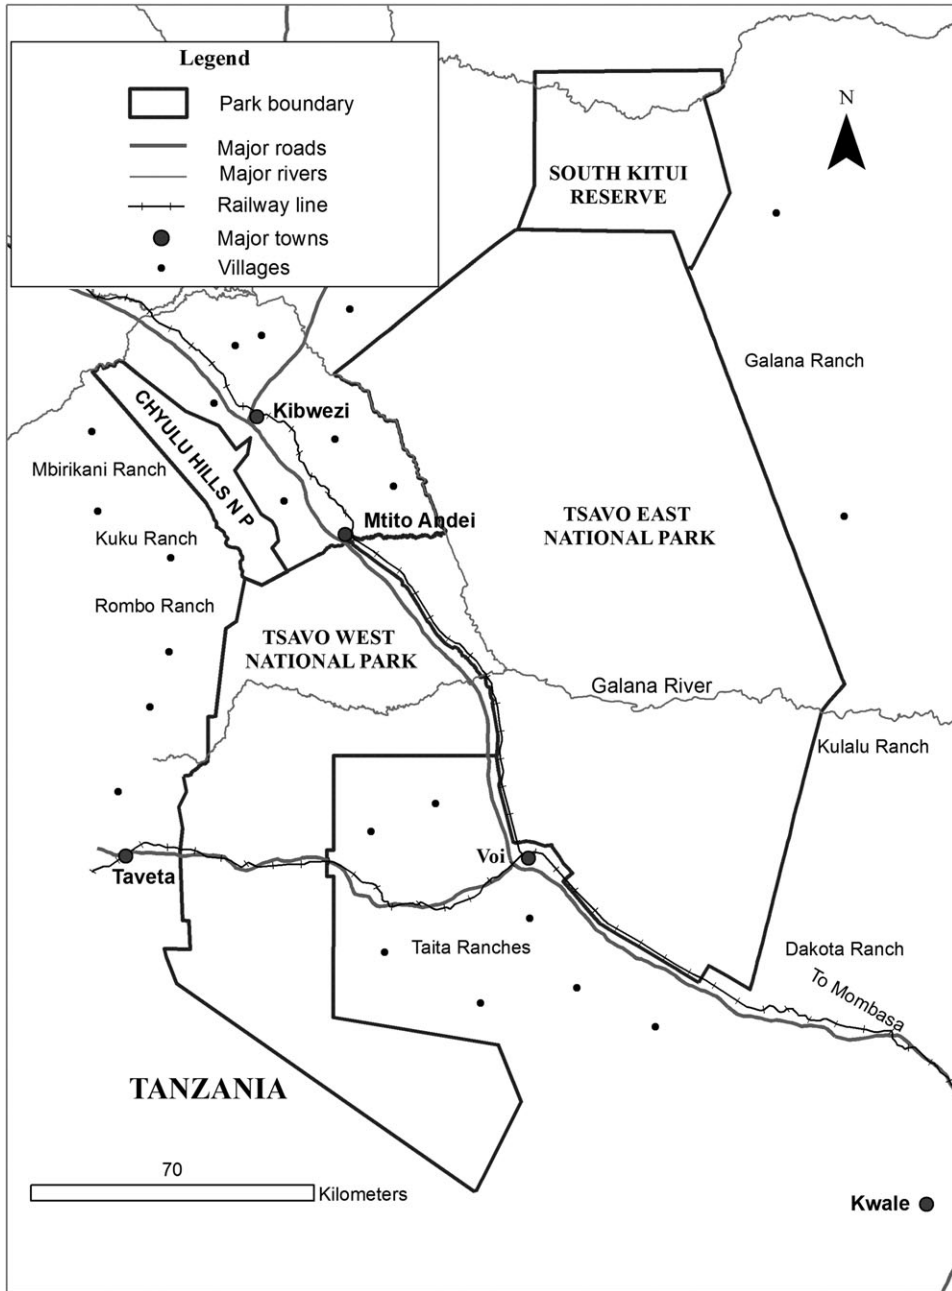 Legend
Park boundary
Major roads
Major rivers
Railway line
Major towns
Villages
N
SOUTH KITUI
RESERVE
Galana Ranch
Kibwezi
CHYULU HILLS N P
Mbirikani Ranch
Mtito Andei
TSAVO EAST
NATIONAL PARK
Kuku Ranch
Rombo Ranch
TSAVO WEST
NATIONAL PARK
Galana River
Kulalu Ranch
Voi
Taveta
Taita Ranches
Dakota Ranch
To Mombasa
TANZANIA
70
Kilometers
Kwale